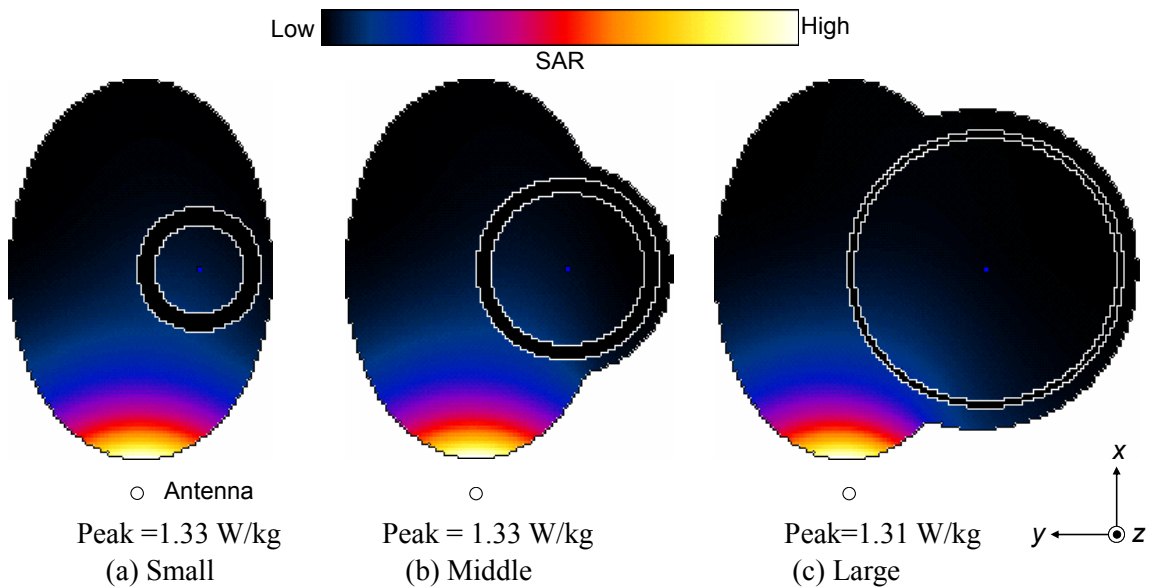 Low
High
SAR
Antenna
Peak =1.33 W/kg
Peak = 1.33 W/kg
Peak=1.31 W/kg
(a) Small
(b) Middle
(c) Large
x
y
z